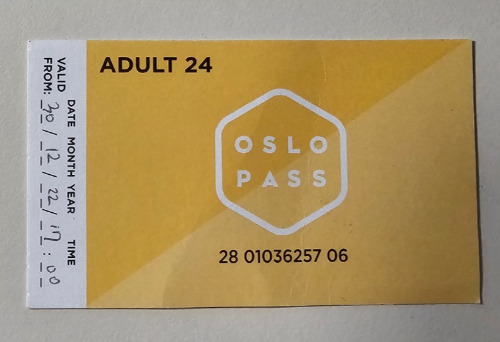 ADULT 24
OSLO
PASS
28 01036257 06
VALID DATE MONTH YEAR TIME
FROM: 30/12/22/17:00